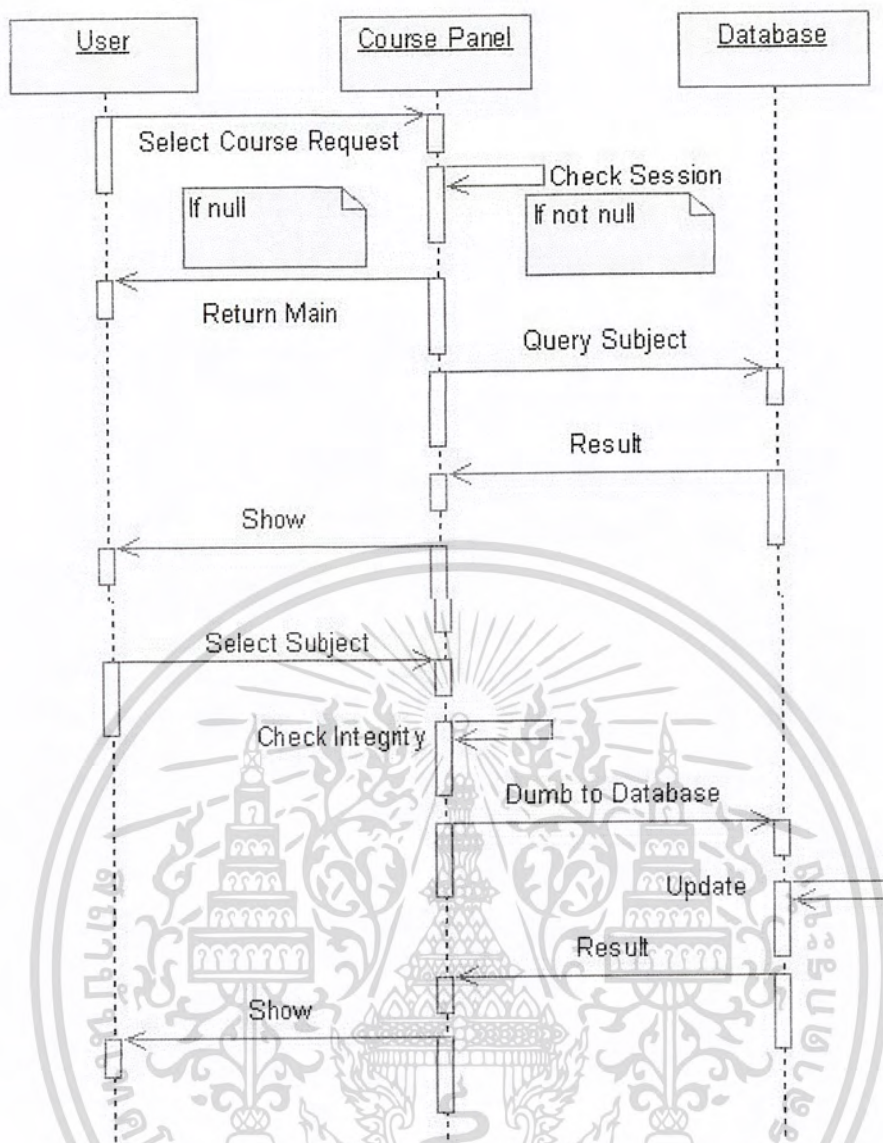 User
Course Panel
Database
Select Course Request
Check Session
If null
If not null
Return Main
Query Subject
Result
Show
Select Subject
Check Integrity
Dumb to Database
Update
Result
Show